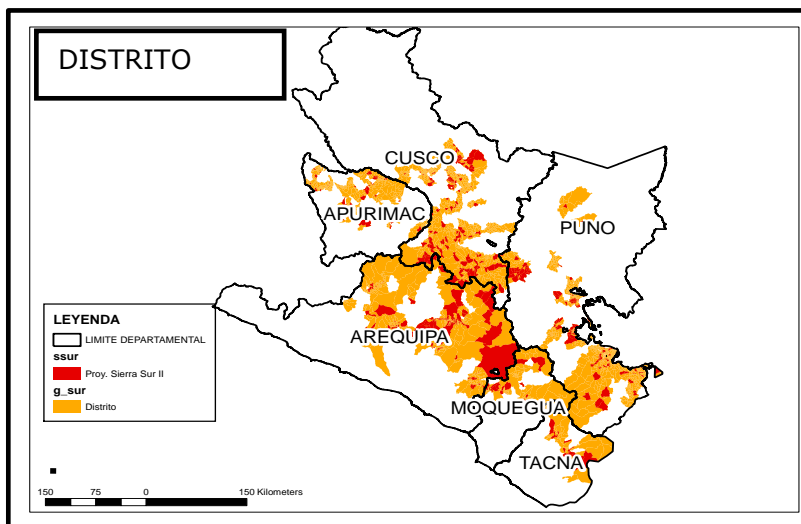 DISTRITO
CUSCO
APURIMAC
PUNO
LEYENDA
LIMITE DEPARTAMENTAL
ssur
Proy. Sierra Sur II
g_sur
Distrito
AREQUIPA
MOQUEGUA
TACNA
150 75 0 150 Kilometers